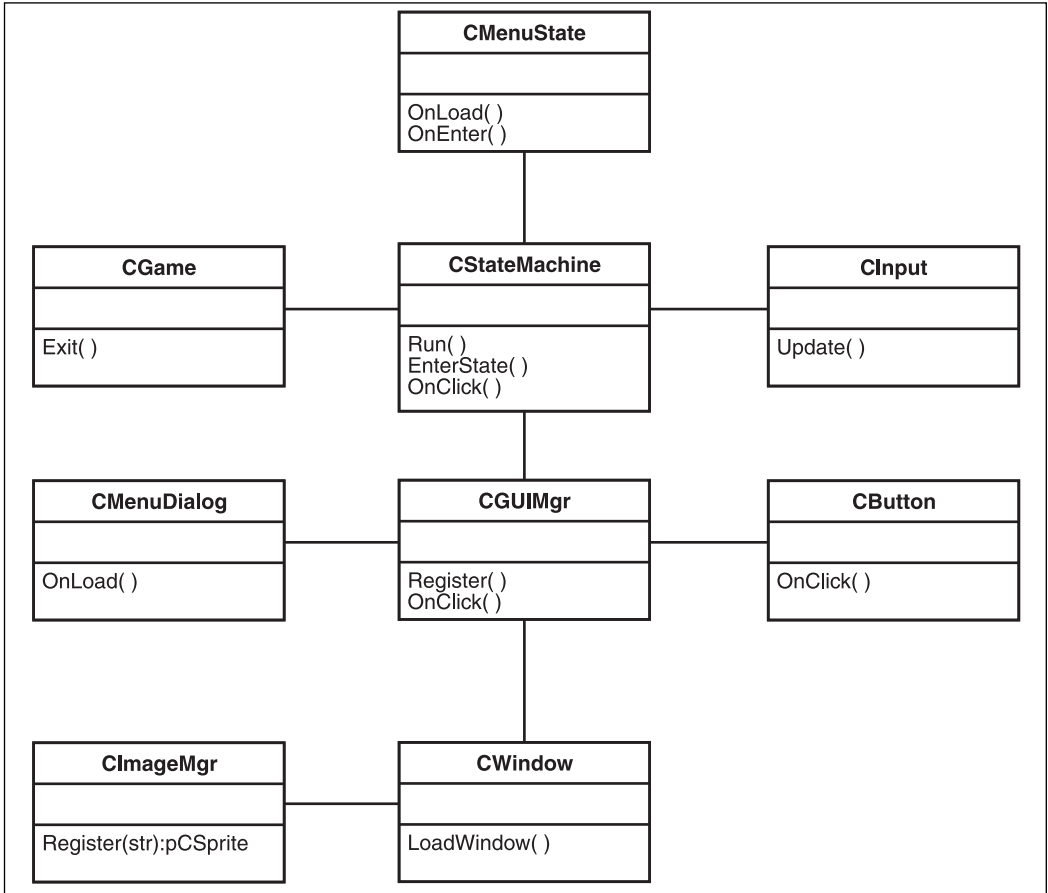 CMenuState
OnLoad( )
OnEnter( )
CGame
Exit( )
CStateMachine
Run( )
EnterState( )
OnClick( )
CInput
Update( )
CMenuDialog
OnLoad( )
CGUIMgr
Register( )
OnClick( )
CButton
OnClick( )
CImageMgr
Register(str):pCSprite
CWindow
LoadWindow( )